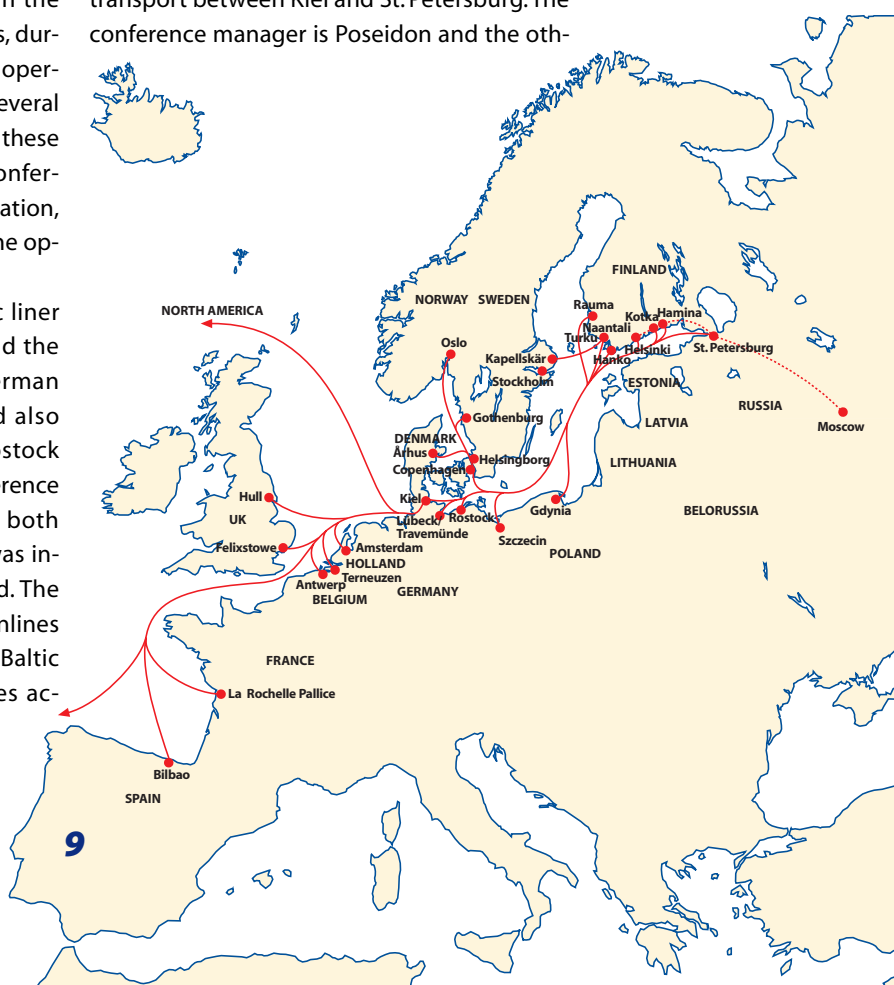 n the
s, dur-
oper-
everal
these
onfer-
ation,
ne op-
c liner
d the
erman
d also
ostock
erence
both
was in-
d. The
nlines
Baltic
es ac-
transport between Kiel and St. Petersburg. The
conference manager is Poseidon and the oth-
NORTH AMERICA
NORWAY
SWEDEN
FINLAND
Rauma
Naantali
Turku
Kotka
Hamina
Hanko
Helsinki
St. Petersburg
Oslo
Kapellskär
Stockholm
ESTONIA
RUSSIA
Moscow
Gothenburg
LATVIA
DENMARK
Århus
Helsingborg
Copenhagen
LITHUANIA
Hull
UK
Kiel
Lübeck/
Travemünde
Rostock
Gdynia
Szczecin
BELORUSSIA
POLAND
Felixstowe
Amsterdam
HOLLAND
Terneuzen
Antwerp
BELGIUM
GERMANY
FRANCE
La Rochelle Pallice
Bilbao
SPAIN
9